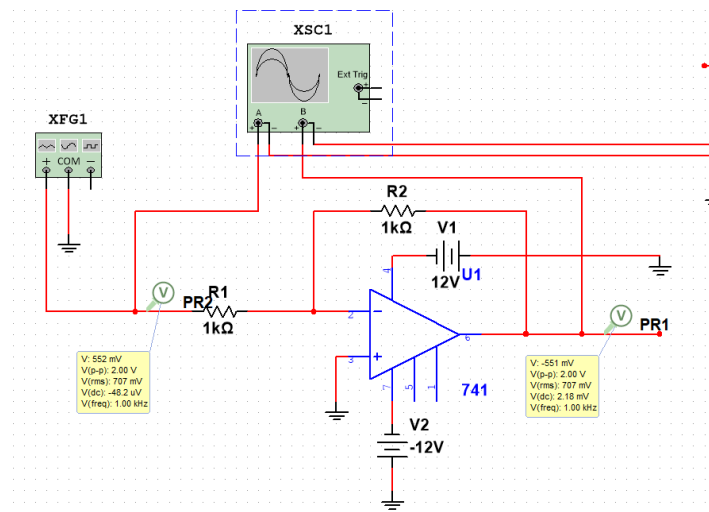 XSC1
Ext Trig
+
−
A
B
+
−
+
−
XFG1
+
COM
−
R2
1kΩ
V1
12V
U1
4
V
PR2
R1
1kΩ
2
−
3
+
6
7
5
1
741
V
PR1
V: 552 mV
V(p-p): 2.00 V
V(rms): 707 mV
V(dc): -48.2 uV
V(freq): 1.00 kHz
V: -551 mV
V(p-p): 2.00 V
V(rms): 707 mV
V(dc): 2.18 mV
V(freq): 1.00 kHz
V2
-12V